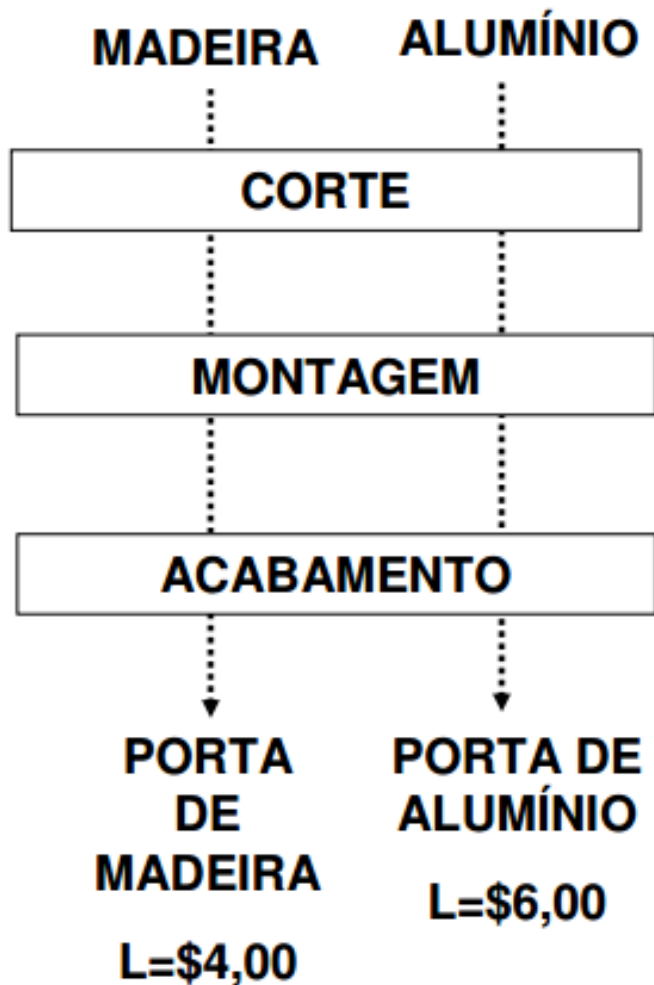 MADEIRA
ALUMÍNIO
CORTE
MONTAGEM
ACABAMENTO
PORTA
DE
MADEIRA
L=$4,00
PORTA DE
ALUMÍNIO
L=$6,00